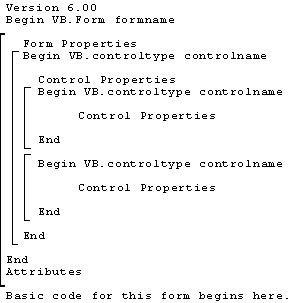 Version 6.00
Begin VB.Form formname
Form Properties
Begin VB.controltype controlname
Control Properties
Begin VB.controltype controlname
Control Properties
End
Begin VB.controltype controlname
Control Properties
End
End
End
Attributes
Basic code for this form begins here.